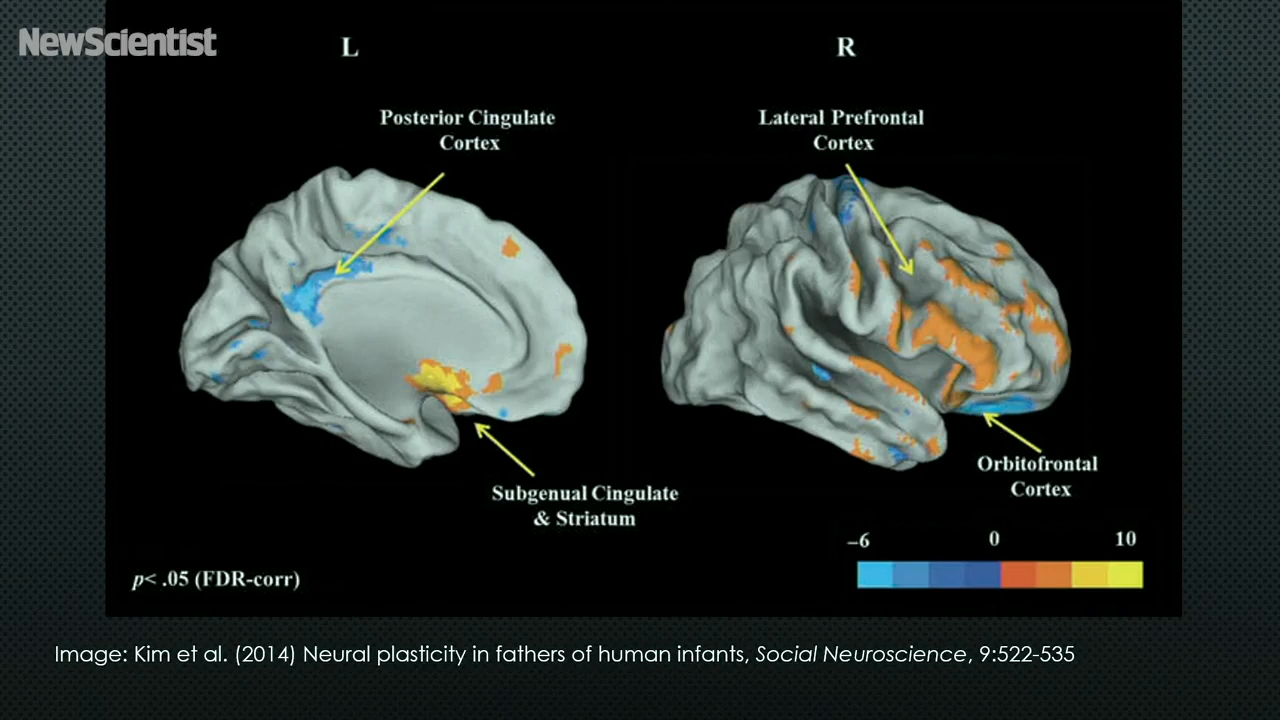 NewScientist
L
R
Posterior Cingulate
Cortex
Lateral Prefrontal
Cortex
Subgenual Cingulate
& Striatum
Orbitofrontal
Cortex
–6 0 10
p< .05 (FDR-corr)
Image: Kim et al. (2014) Neural plasticity in fathers of human infants, Social Neuroscience, 9:522-535